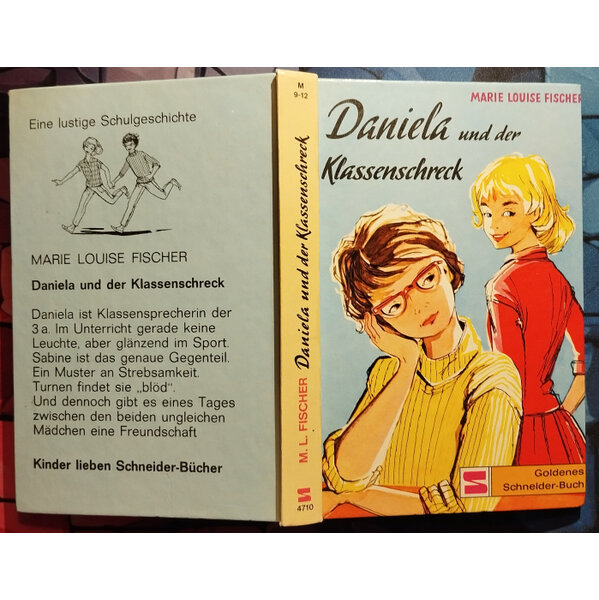 Eine lustige Schulgeschichte
MARIE LOUISE FISCHER
Daniela und der Klassenschreck
Daniela ist Klassensprecherin der
3 a. Im Unterricht gerade keine
Leuchte, aber glänzend im Sport.
Sabine ist das genaue Gegenteil.
Ein Muster an Strebsamkeit.
Turnen findet sie „blöd".
Und dennoch gibt es eines Tages
zwischen den beiden ungleichen
Mädchen eine Freundschaft
Kinder lieben Schneider-Bücher
M
9-12
M. L. FISCHER Daniela und der Klassenschreck
4710
MARIE LOUISE FISCHER
Daniela und der
Klassenschreck
Goldenes
Schneider-Buch